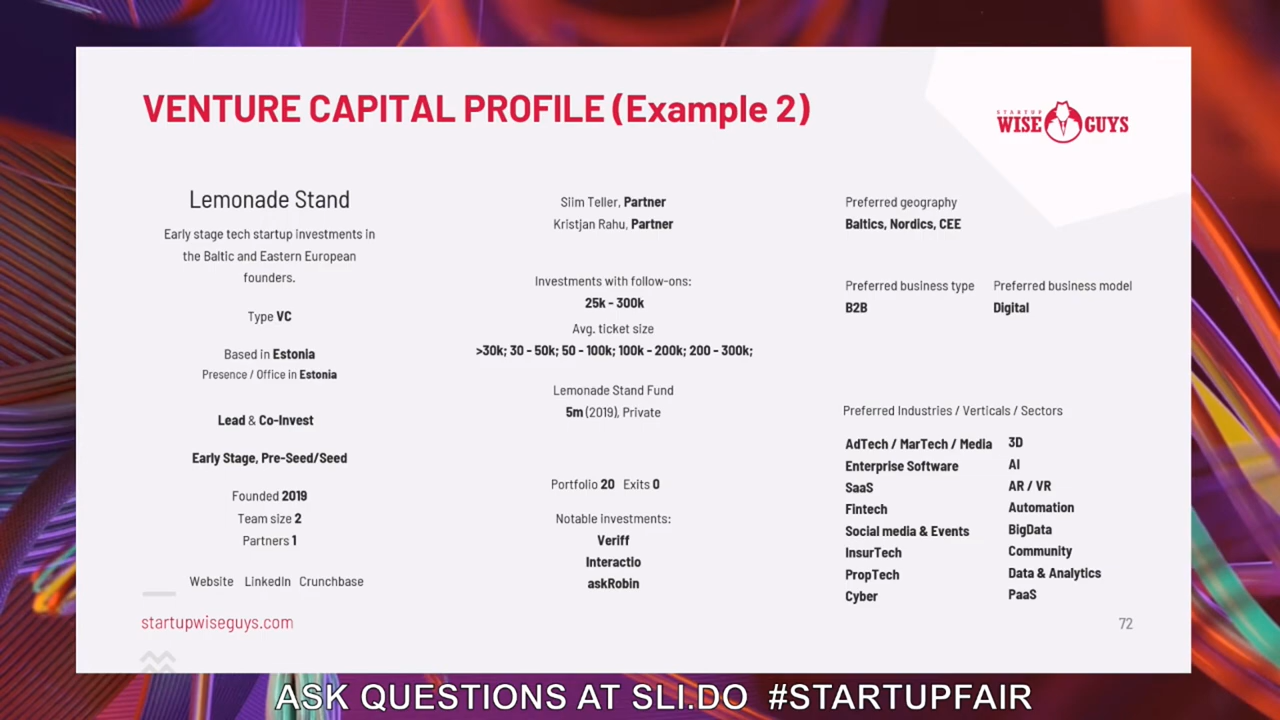 VENTURE CAPITAL PROFILE (Example 2)
STARTUP
WISE GUYS
Lemonade Stand
Early stage tech startup investments in
the Baltic and Eastern European
founders.
Type VC
Based in Estonia
Presence / Office in Estonia
Lead & Co-Invest
Early Stage, Pre-Seed/Seed
Founded 2019
Team size 2
Partners 1
Website LinkedIn Crunchbase
Siim Teller, Partner
Kristjan Rahu, Partner
Investments with follow-ons:
25k - 300k
Avg. ticket size
>30k; 30 - 50k; 50 - 100k; 100k - 200k; 200 - 300k;
Lemonade Stand Fund
5m (2019), Private
Portfolio 20 Exits 0
Notable investments:
Veriff
Interactio
askRobin
Preferred geography
Baltics, Nordics, CEE
Preferred business type
B2B
Preferred business model
Digital
Preferred Industries / Verticals / Sectors
AdTech / MarTech / Media
Enterprise Software
SaaS
Fintech
Social media & Events
InsurTech
PropTech
Cyber
3D
AI
AR / VR
Automation
BigData
Community
Data & Analytics
PaaS
startupwiseguys.com
72
ASK QUESTIONS AT SLI.DO #STARTUPFAIR